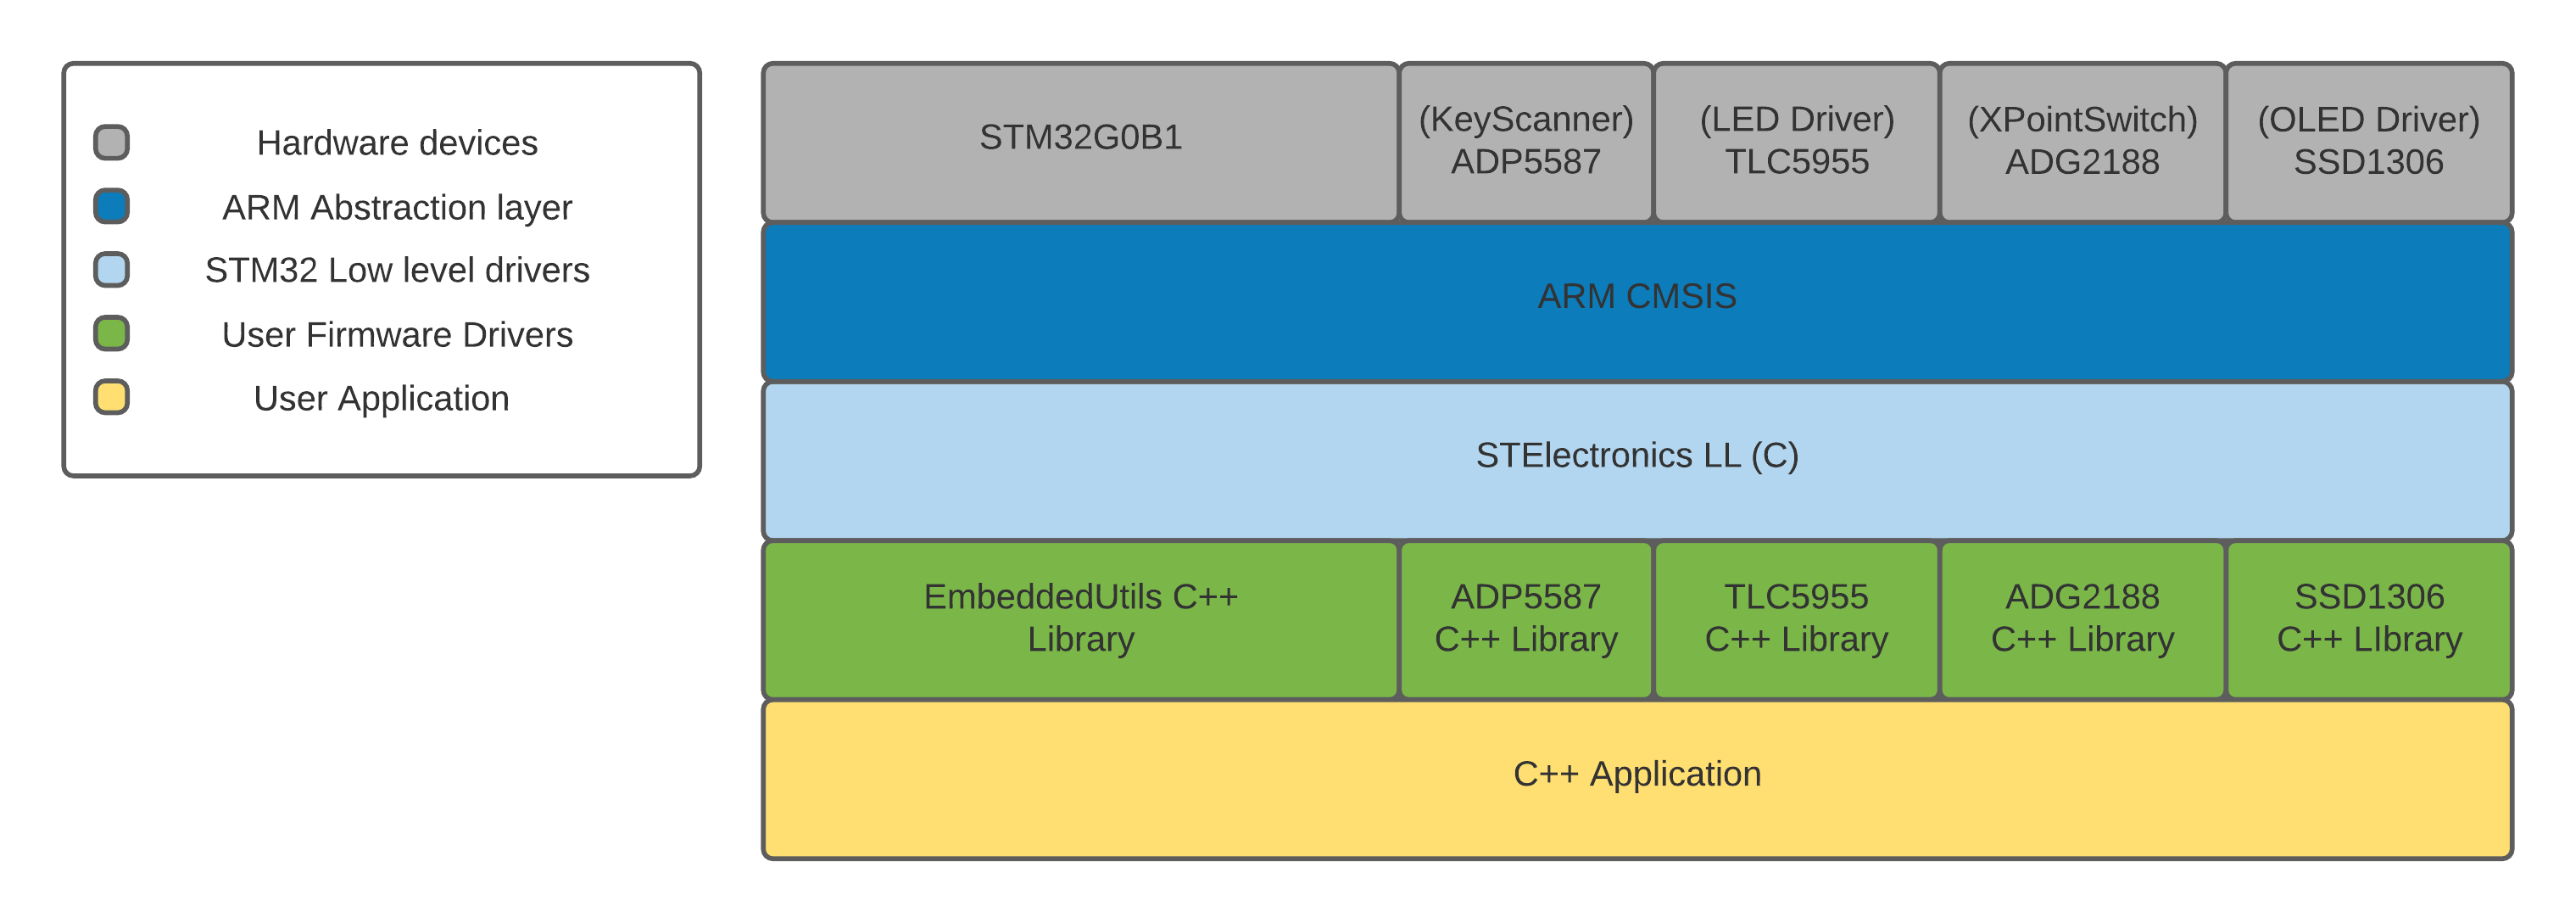 Hardware devices
ARM Abstraction layer
STM32 Low level drivers
User Firmware Drivers
User Application
STM32G0B1
(KeyScanner)
ADP5587
(LED Driver)
TLC5955
(XPointSwitch)
ADG2188
(OLED Driver)
SSD1306
ARM CMSIS
STElectronics LL (C)
EmbeddedUtils C++
Library
ADP5587
C++ Library
TLC5955
C++ Library
ADG2188
C++ Library
SSD1306
C++ LIbrary
C++ Application